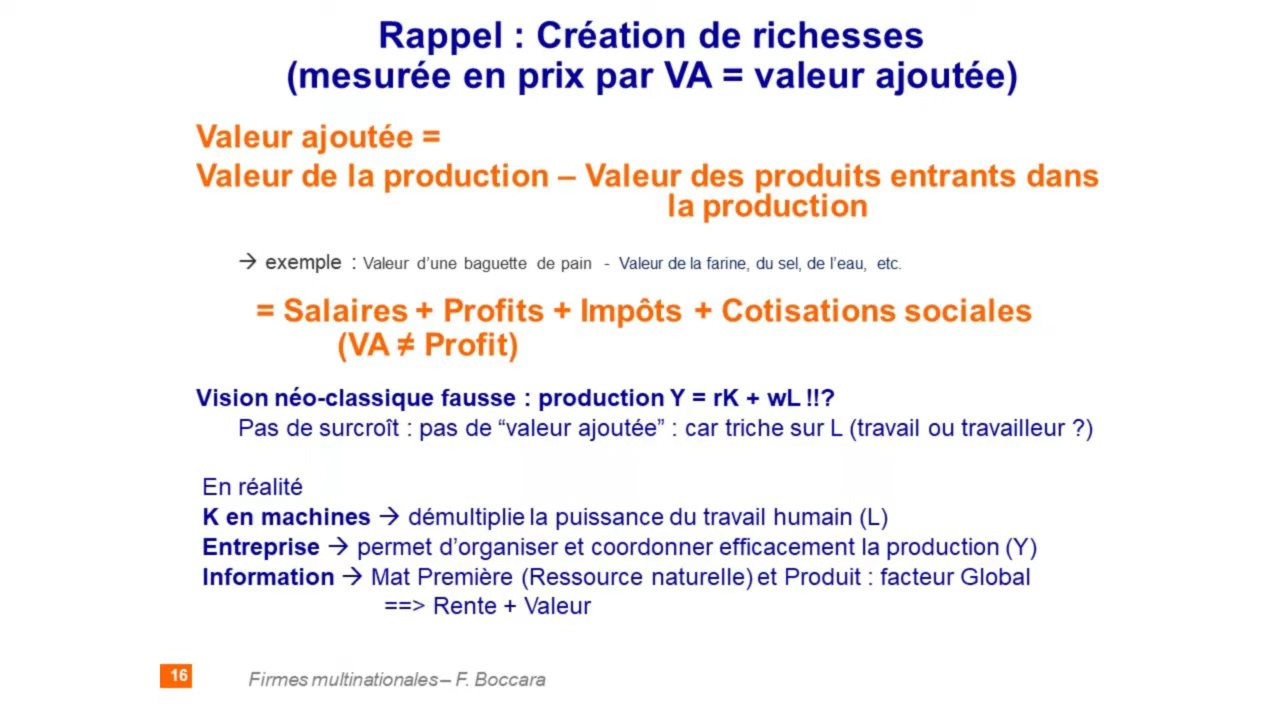 Rappel : Création de richesses
(mesurée en prix par VA = valeur ajoutée)
Valeur ajoutée =
Valeur de la production – Valeur des produits entrants dans
la production
→ exemple : Valeur d’une baguette de pain - Valeur de la farine, du sel, de l’eau, etc.
= Salaires + Profits + Impôts + Cotisations sociales
(VA ≠ Profit)
Vision néo-classique fausse : production Y = rK + wL !!?
Pas de surcroît : pas de “valeur ajoutée” : car triche sur L (travail ou travailleur ?)
En réalité
K en machines → démultiplie la puissance du travail humain (L)
Entreprise → permet d’organiser et coordonner efficacement la production (Y)
Information → Mat Première (Ressource naturelle) et Produit : facteur Global
==> Rente + Valeur
16 Firmes multinationales – F. Boccara